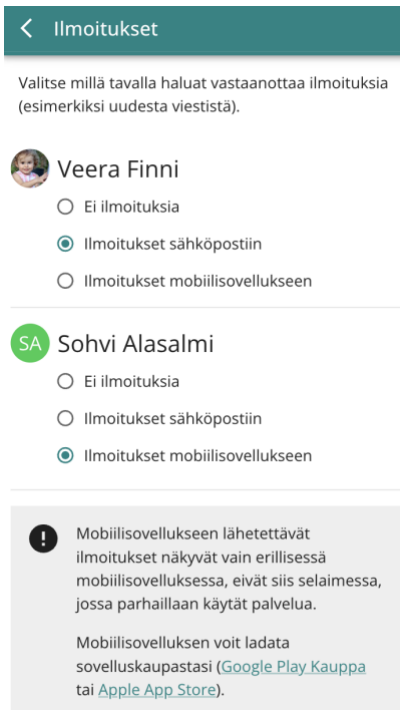 Ilmoitukset
Valitse millä tavalla haluat vastaanottaa ilmoituksia
(esimerkiksi uudesta viestistä).
Veera Finni
Ei ilmoituksia
Ilmoitukset sähköpostiin
Ilmoitukset mobiilisovellukseen
SA Sohvi Alasalmi
Ei ilmoituksia
Ilmoitukset sähköpostiin
Ilmoitukset mobiilisovellukseen
Mobiilisovellukseen lähetettävät
ilmoitukset näkyvät vain erillisessä
mobiilisovelluksessa, eivät siis selaimessa,
jossa parhaillaan käytät palvelua.
Mobiilisovelluksen voit ladata
sovelluskaupastasi (Google Play Kauppa
tai Apple App Store).